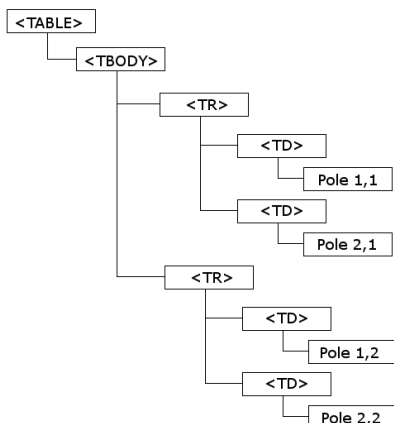 <TABLE>
<TBODY>
<TR>
<TD>
Pole 1,1
<TD>
Pole 2,1
<TR>
<TD>
Pole 1,2
<TD>
Pole 2,2